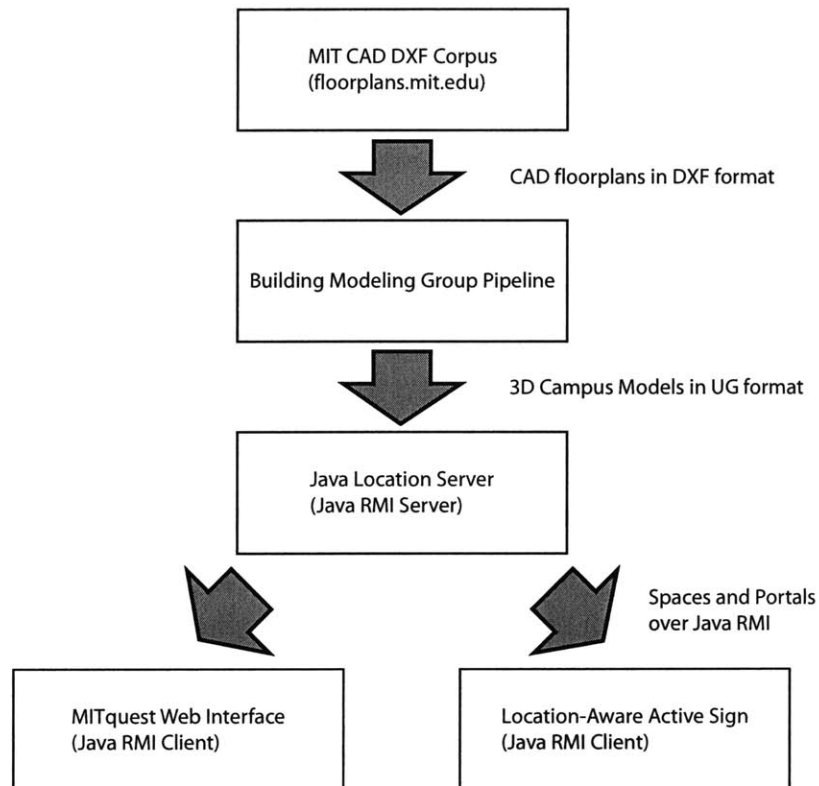 MIT CAD DXF Corpus
(floorplans.mit.edu)
CAD floorplans in DXF format
Building Modeling Group Pipeline
3D Campus Models in UG format
Java Location Server
(Java RMI Server)
Spaces and Portals
over Java RMI
MITquest Web Interface
(Java RMI Client)
Location-Aware Active Sign
(Java RMI Client)